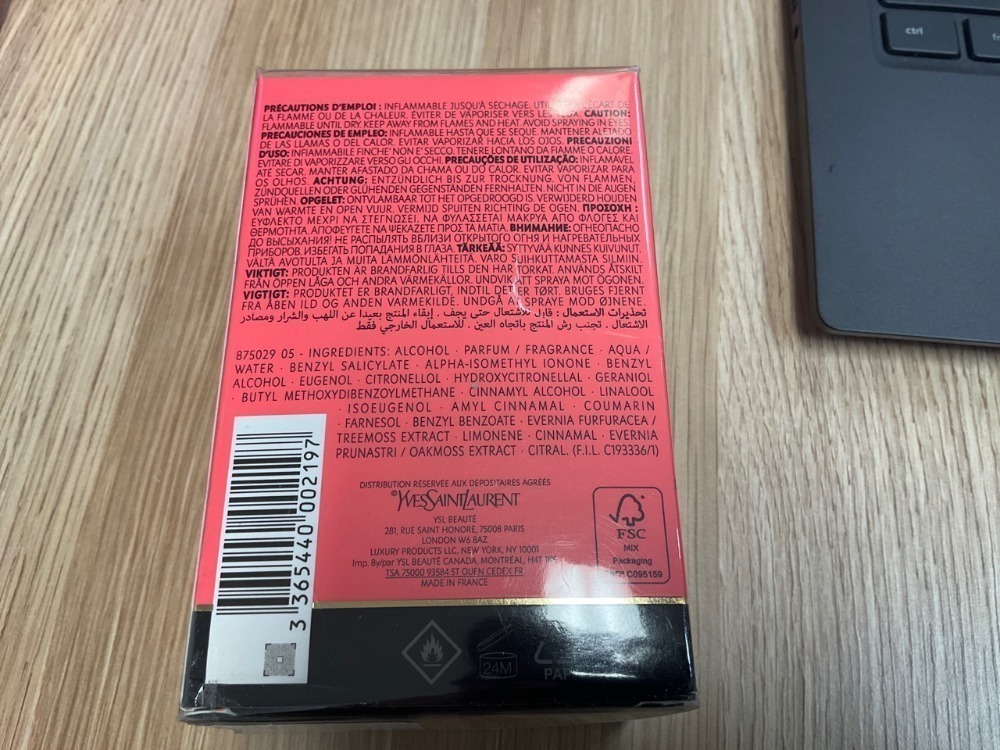 PRÉCAUTIONS D'EMPLOI : INFLAMMABLE JUSQU'À SÉCHAGE.
LA FLAMME OU DE LA CHALEUR. ÉVITER DE VAPORISER VERS LES CAUTION:
FLAMMABLE UNTIL DRY. KEEP AWAY FROM FLAMES AND HEAT. AVOID SPRAYING IN EYES.
PRECAUCIONES DE EMPLEO: INFLAMABLE HASTA QUE SE SEQUE. MANTENER ALEJADO
DE LAS LLAMAS O DEL CALOR. EVITAR VAPORIZAR HACIA LOS OJOS. PRECAUZIONI
D'USO: INFIAMMABILE FINCHE' NON E' SECCO. TENERE LONTANO DA FIAMME O CALORE.
EVITARE DI VAPORIZZARE VERSO GLI OCCHI. PRECAUÇÕES DE UTILIZAÇÃO: INFLAMÁVEL
ATÉ SECAR. MANTER AFASTADO DA CHAMA OU DO CALOR. EVITAR VAPORIZAR PARA
OS OLHOS. ACHTUNG: ENTZÜNDLICH BIS ZUR TROCKNUNG. VON FLAMMEN,
ZÜNDQUELLEN ODER GLÜHENDEN GEGENSTÄNDEN FERNHALTEN. NICHT IN DIE AUGEN
SPRÜHEN. OPGELET: ONTVLAMBAAR TOT HET OPGEDROOGD IS. VERWIJDERD HOUDEN
VAN WARMTE EN OPEN VUUR. VERMIJD SPUITEN RICHTING DE OGEN. ΠΡΟΣΟΧΗ :
ΕΥΦΛΕΚΤΟ ΜΕΧΡΙ ΝΑ ΣΤΕΓΝΩΣΕΙ. ΝΑ ΦΥΛΑΣΣΕΤΑΙ ΜΑΚΡΥΑ ΑΠΟ ΦΛΟΓΕΣ ΚΑΙ
ΘΕΡΜΟΤΗΤΑ. ΑΠΟΦΕΥΓΕΤΕ ΝΑ ΨΕΚΑΖΕΤΕ ΠΡΟΣ ΤΑ ΜΑΤΙΑ. ВНИМАНИЕ: ОГНЕОПАСНО
ДО ВЫСЫХАНИЯ! НЕ РАСПЫЛЯТЬ ВБЛИЗИ ОТКРЫТОГО ОГНЯ И НАГРЕВАТЕЛЬНЫХ
ПРИБОРОВ. ИЗБЕГАТЬ ПОПАДАНИЯ В ГЛАЗА. TÄRKEÄÄ: SYTTYVÄÄ KUNNES KUIVUNUT.
VÄLTÄ AVOTULTA JA MUITA LÄMMÖNLÄHTEITÄ. VARO SUIHKUTTAMASTA SILMIIN.
VIKTIGT: PRODUKTEN ÄR BRANDFARLIG TILLS DEN HAR TORKAT. ANVÄNDS ÅTSKILT
FRÅN ÖPPEN LÅGA OCH ANDRA VÄRMEKÄLLOR. UNDVIK ATT SPRAYA MOT ÖGONEN.
VIGTIGT: PRODUKTET ER BRANDFARLIGT, INDTIL DET ER TØRT. BRUGES FJERNT
FRA ÅBEN ILD OG ANDEN VARMEKILDE. UNDGÅ AT SPRAYE MOD ØJNENE.
تحذيرات الاستعمال : قابل للاشتعال حتى يجف . إبقاء المنتج بعيدا عن اللهب والشرار ومصادر
الاشتعال . تجنب رش المنتج باتجاه العين . للاستعمال الخارجي فقط
875029 05 - INGREDIENTS: ALCOHOL · PARFUM / FRAGRANCE · AQUA /
WATER · BENZYL SALICYLATE · ALPHA-ISOMETHYL IONONE · BENZYL
ALCOHOL · EUGENOL · CITRONELLOL · HYDROXYCITRONELLAL · GERANIOL
· BUTYL METHOXYDIBENZOYLMETHANE · CINNAMYL ALCOHOL · LINALOOL
· ISOEUGENOL · AMYL CINNAMAL · COUMARIN
· FARNESOL · BENZYL BENZOATE · EVERNIA FURFURACEA /
TREEMOSS EXTRACT · LIMONENE · CINNAMAL · EVERNIA
PRUNASTRI / OAKMOSS EXTRACT · CITRAL. (F.I.L. C193336/1)
3 365440 002197
DISTRIBUTION RÉSERVÉE AUX DÉPOSITAIRES AGRÉÉS
©YVESSAINTLAURENT
YSL BEAUTÉ
281, RUE SAINT HONORÉ, 75008 PARIS
LONDON W6 8AZ
LUXURY PRODUCTS LLC, NEW YORK, NY 10001
Imp. By/par YSL BEAUTÉ CANADA, MONTRÉAL,
TSA 75000 93584 ST OUEN CEDEX FR
MADE IN FRANCE
FSC
MIX
Packaging
C095159
24M
ctrl